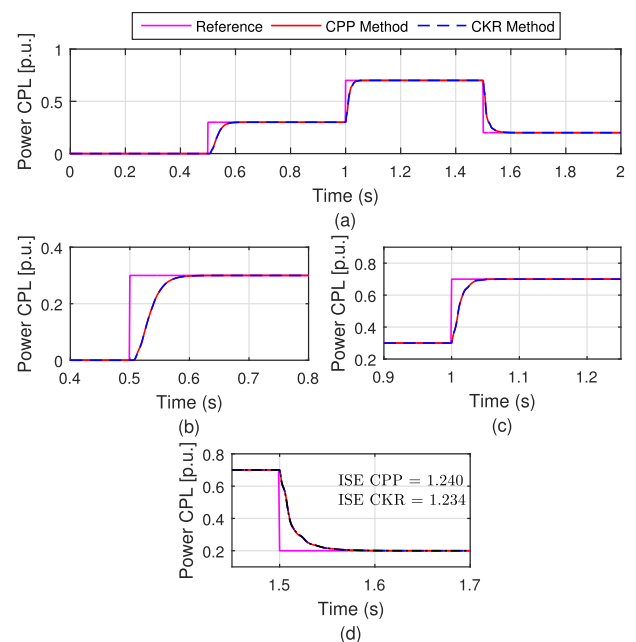 Reference CPP Method CKR Method
Power CPL [p.u.]
1
0.5
0
0 0.2 0.4 0.6 0.8 1 1.2 1.4 1.6 1.8 2
Time (s)
(a)
Power CPL [p.u.]
0.4
0.2
0
0.4 0.5 0.6 0.7 0.8
Time (s)
(b)
Power CPL [p.u.]
0.8
0.6
0.4
0.2
0.9 1 1.1 1.2
Time (s)
(c)
Power CPL [p.u.]
0.8
0.6
0.4
0.2
ISE CPP = 1.240
ISE CKR = 1.234
1.5 1.6 1.7
Time (s)
(d)